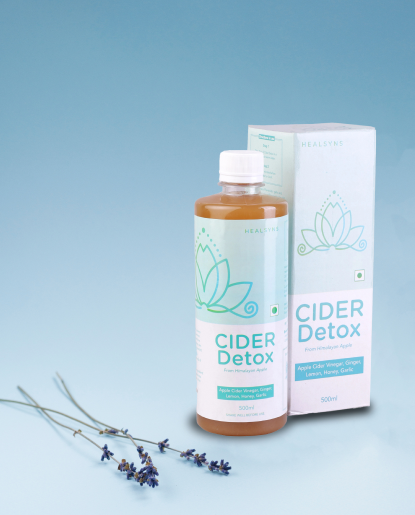 HEALSYNS
CIDER
Detox
From Himalayan Apple
Apple Cider Vinegar, Ginger,
Lemon, Honey, Garlic
500ml
HEALSYNS
CIDER
Detox
From Himalayan Apple
Apple Cider Vinegar, Ginger,
Lemon, Honey, Garlic
500ml